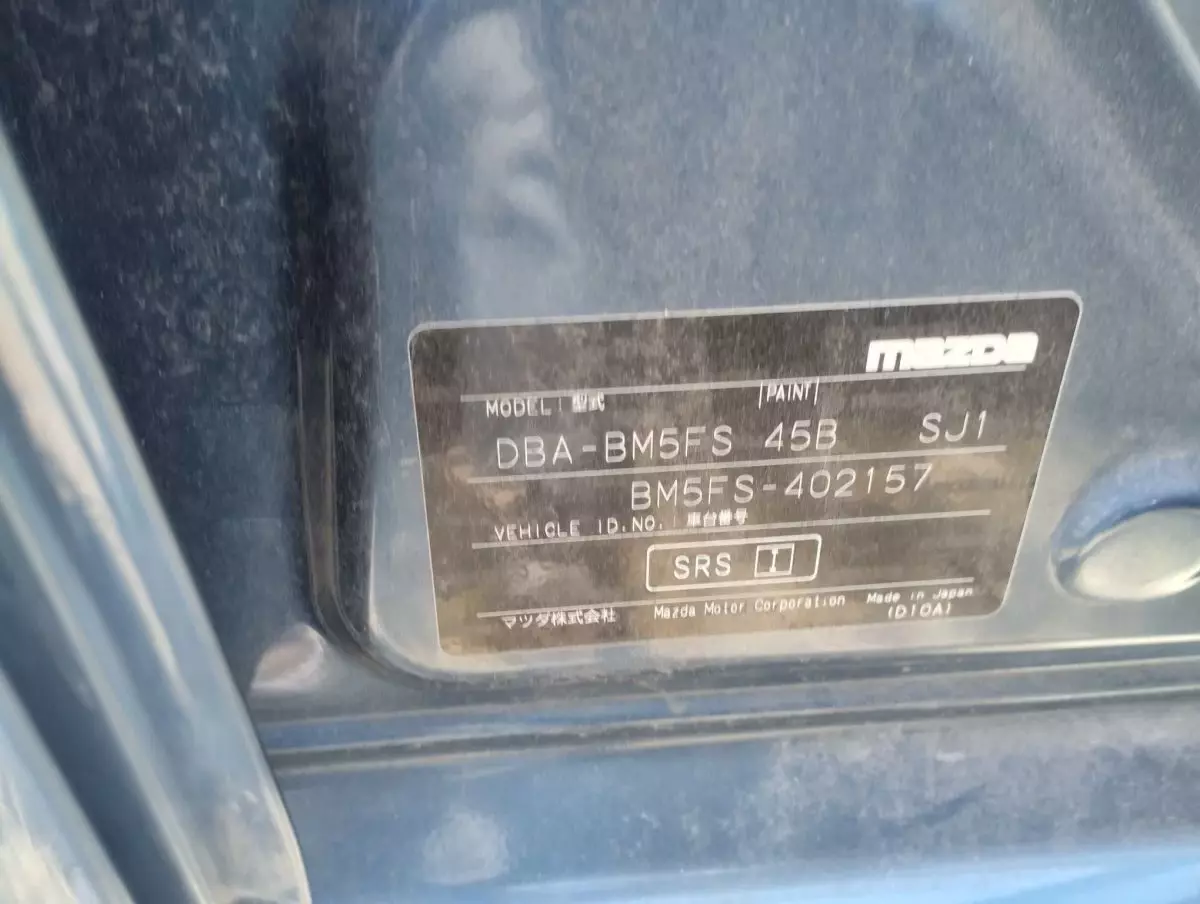 mazda
MODEL | 型式 |PAINT|
DBA-BM5FS 45B SJ1
BM5FS-402157
VEHICLE ID.NO. | 車台番号
SRS I
マツダ株式会社 Mazda Motor Corporation Made in Japan
(D10A)